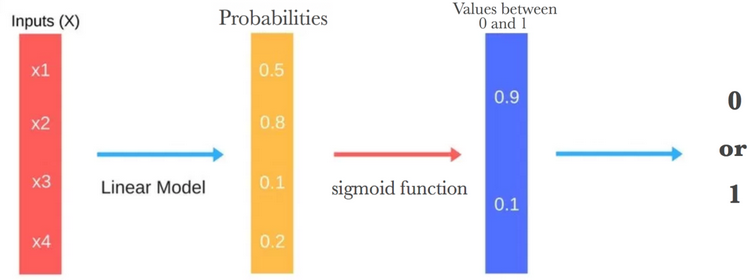 Inputs (X)
x1
x2
x3
x4
Linear Model
Probabilities
0.5
0.8
0.1
0.2
sigmoid function
Values between
0 and 1
0.9
0.1
0
or
1